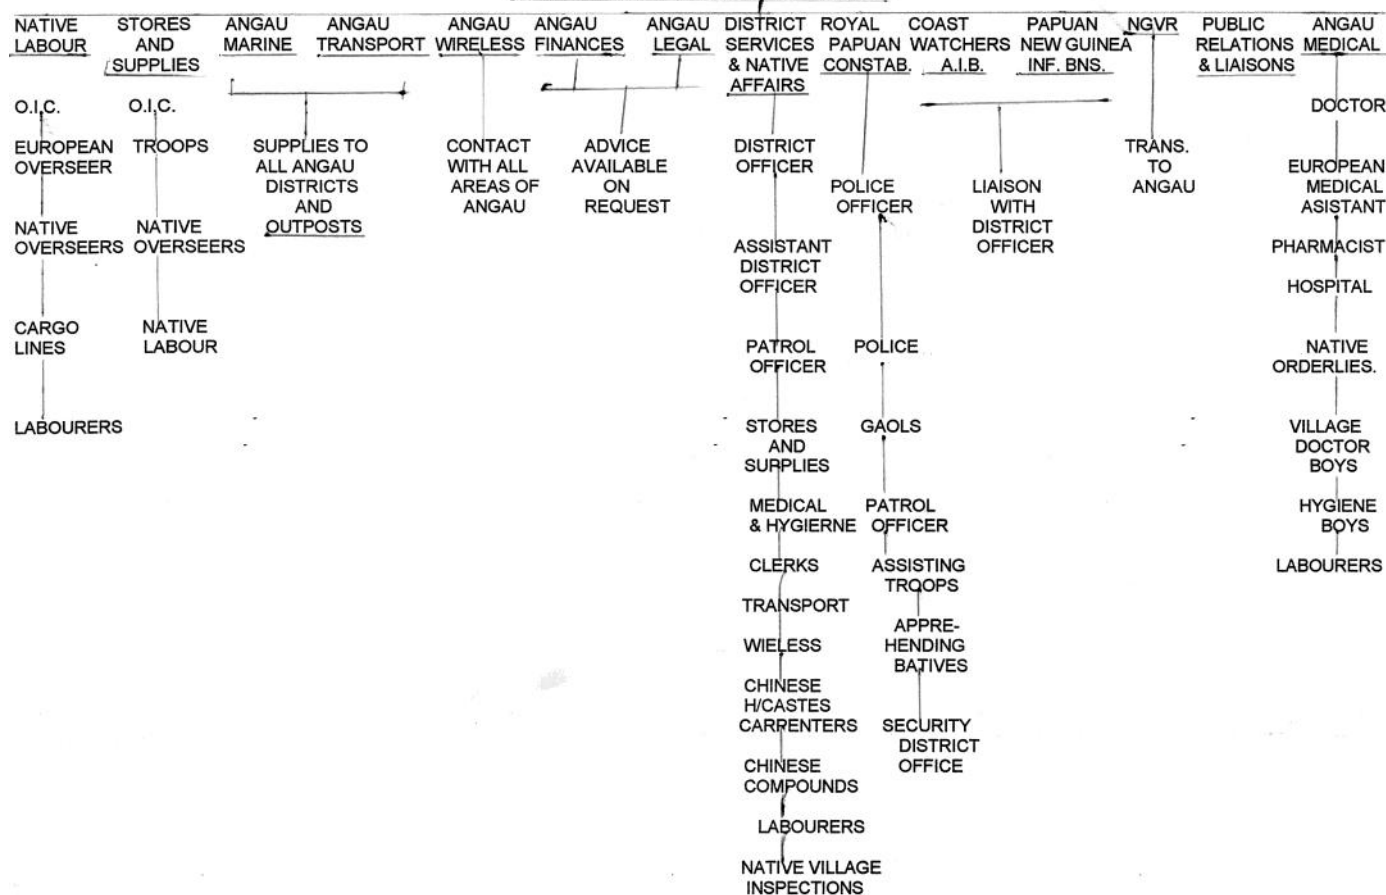 NATIVE
LABOUR
STORES
AND
SUPPLIES
ANGAU
MARINE
ANGAU
TRANSPORT
ANGAU
WIRELESS
ANGAU
FINANCES
ANGAU
LEGAL
DISTRICT
SERVICES
& NATIVE
AFFAIRS
ROYAL
PAPUAN
CONSTAB.
COAST
WATCHERS
A.I.B.
PAPUAN
NEW GUINEA
INF. BNS.
NGVR
PUBLIC
RELATIONS
& LIAISONS
ANGAU
MEDICAL
O.I.C.
EUROPEAN
OVERSEER
NATIVE
OVERSEERS
CARGO
LINES
LABOURERS
O.I.C.
TROOPS
NATIVE
OVERSEERS
NATIVE
LABOUR
SUPPLIES TO
ALL ANGAU
DISTRICTS
AND
OUTPOSTS
CONTACT
WITH ALL
AREAS OF
ANGAU
ADVICE
AVAILABLE
ON
REQUEST
DISTRICT
OFFICER
ASSISTANT
DISTRICT
OFFICER
PATROL
OFFICER
STORES
AND
SUPPLIES
MEDICAL
& HYGIERNE
CLERKS
TRANSPORT
WIELESS
CHINESE
H/CASTES
CARPENTERS
CHINESE
COMPOUNDS
LABOURERS
NATIVE VILLAGE
INSPECTIONS
POLICE
OFFICER
POLICE
GAOLS
PATROL
OFFICER
ASSISTING
TROOPS
APPRE-
HENDING
BATIVES
SECURITY
DISTRICT
OFFICE
LIAISON
WITH
DISTRICT
OFFICER
TRANS.
TO
ANGAU
DOCTOR
EUROPEAN
MEDICAL
ASISTANT
PHARMACIST
HOSPITAL
NATIVE
ORDERLIES.
VILLAGE
DOCTOR
BOYS
HYGIENE
BOYS
LABOURERS